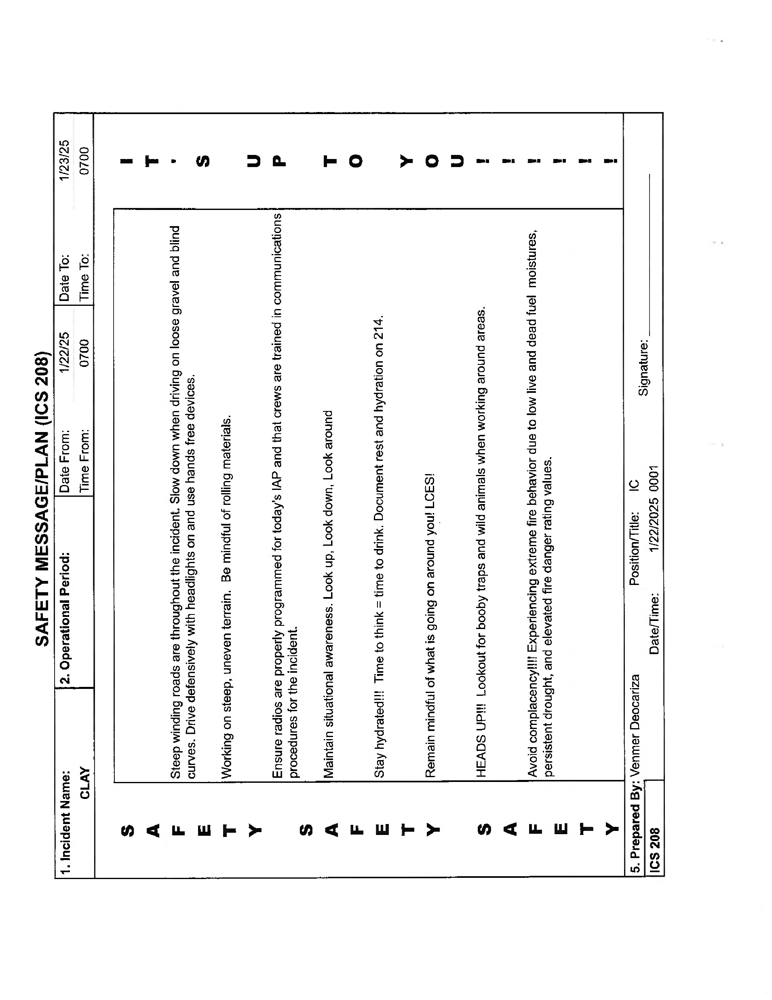 SAFETY MESSAGE/PLAN (ICS 208)
1. Incident Name:
CLAY
2. Operational Period:
Date From: 1/22/25
Date To: 1/23/25
Time From: 0700
Time To: 0700
SAFETY SAFETY SAFETY
Steep winding roads are throughout the incident. Slow down when driving on loose gravel and blind
curves. Drive defensively with headlights on and use hands free devices.
Working on steep, uneven terrain.  Be mindful of rolling materials.
Ensure radios are properly programmed for today's IAP and that crews are trained in communications
procedures for the incident.
Maintain situational awareness. Look up, Look down, Look around
Stay hydrated!!!  Time to think = time to drink. Document rest and hydration on 214.
Remain mindful of what is going on around you! LCES!
HEADS UP!!!  Lookout for booby traps and wild animals when working around areas.
Avoid complacency!!!! Experiencing extreme fire behavior due to low live and dead fuel  moistures,
persistent drought, and elevated fire danger rating values.
IT'S UP TO YOU!!!!!!
5. Prepared By: Venmer Deocariza
Position/Title: IC
Signature:
ICS 208
Date/Time: 1/22/2025 0001